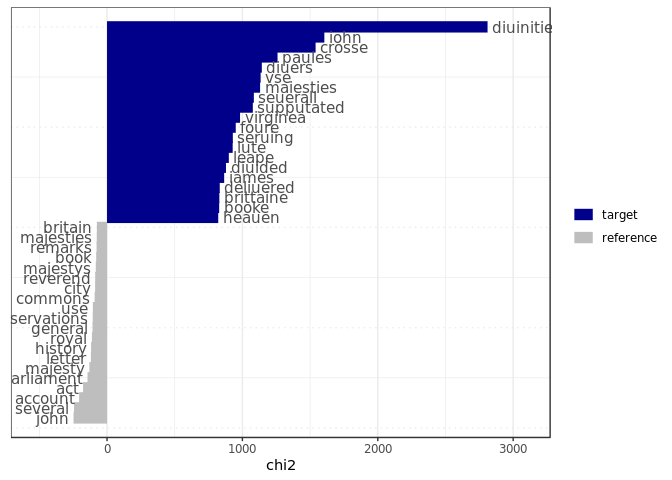 diuinitie
iohn
crosse
paules
diuers
vse
maiesties
seuerall
supputated
virginea
foure
seruing
lute
leape
diuided
iames
deliuered
brittaine
booke
heauen
britain
majesties
remarks
book
majestys
reverend
city
commons
use
servations
general
royal
history
letter
majesty
arliament
act
account
several
john
target
reference
0 1000 2000 3000
chi2